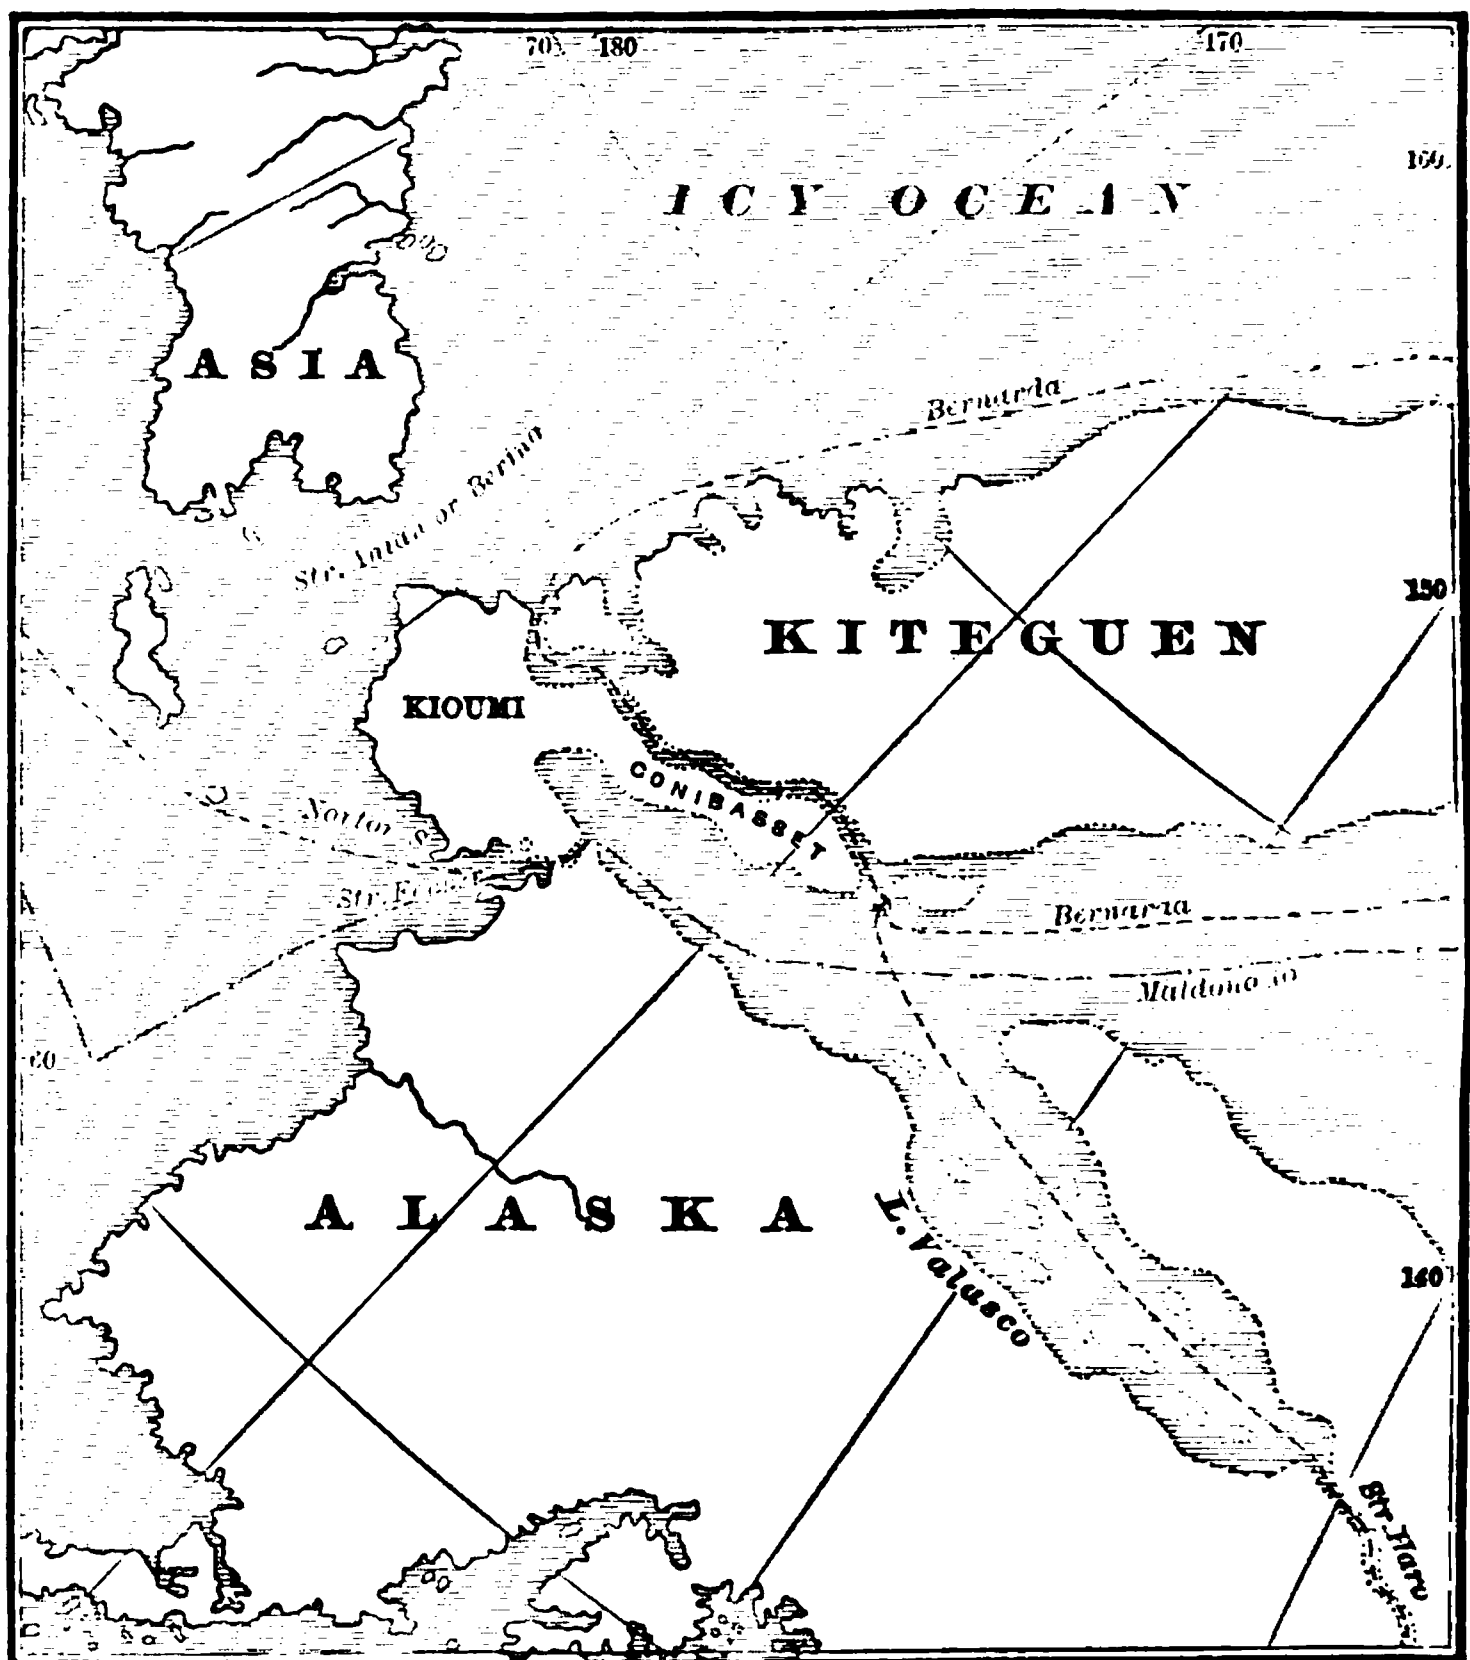 70 180 170
160
ICY OCEAN
ASIA
Bernarda
Str. Anian or Bering
150
KITEGUEN
KIOUMI
CONIBASSET
Norton S.
Str.
Bernarda
Maldonado
60
ALASKA
L. Valasco
140
Str. Haro